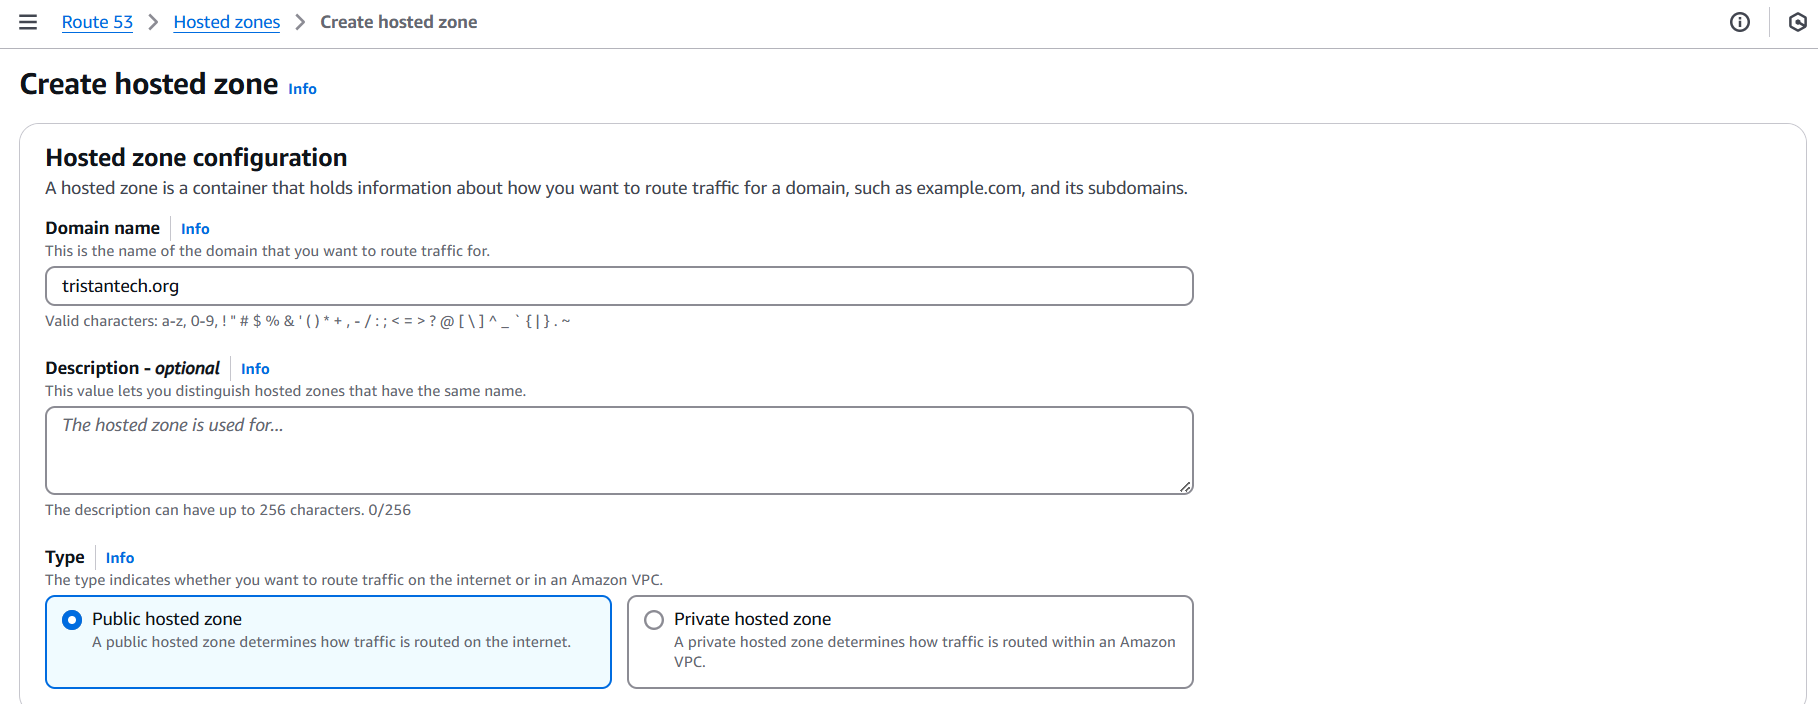 Route 53 > Hosted zones > Create hosted zone
Create hosted zone Info
Hosted zone configuration
A hosted zone is a container that holds information about how you want to route traffic for a domain, such as example.com, and its subdomains.
Domain name Info
This is the name of the domain that you want to route traffic for.
tristantech.org
Valid characters: a-z, 0-9, ! " # $ % & ' ( ) * + , - / : ; < = > ? @ [ \ ] ^ _ ` { | } . ~
Description - optional Info
This value lets you distinguish hosted zones that have the same name.
The hosted zone is used for...
The description can have up to 256 characters. 0/256
Type Info
The type indicates whether you want to route traffic on the internet or in an Amazon VPC.
Public hosted zone
A public hosted zone determines how traffic is routed on the internet.
Private hosted zone
A private hosted zone determines how traffic is routed within an Amazon
VPC.